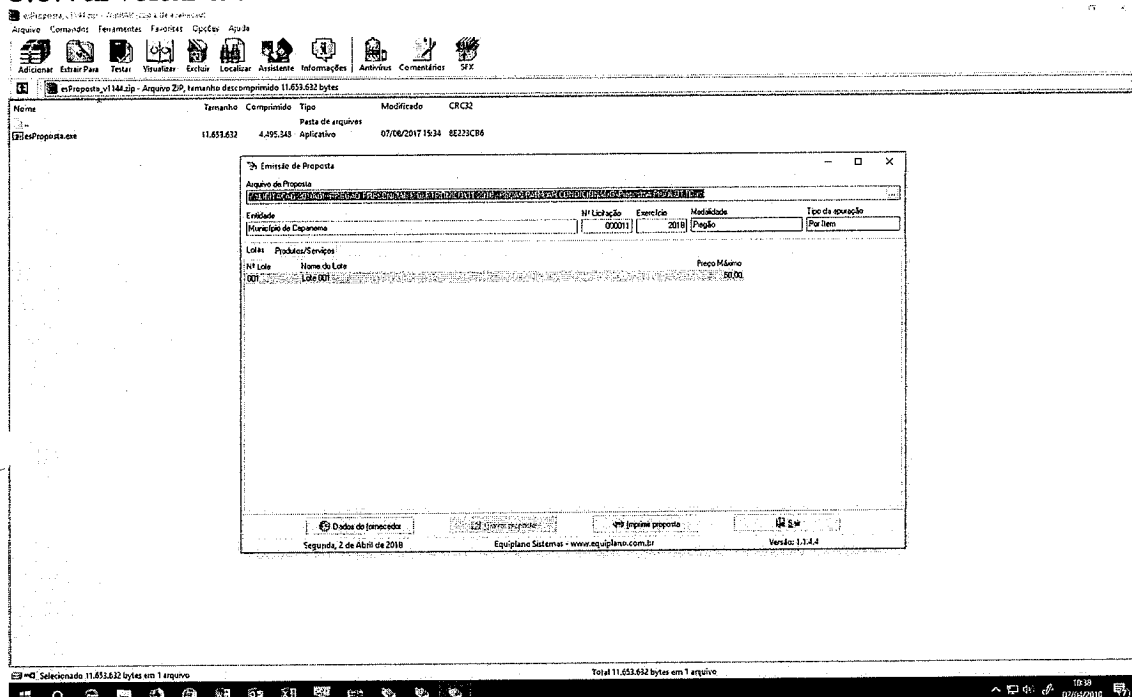 Arquivo Comandos Ferramentas Favoritos Opções Ajuda
Adicionar Extrair Para Testar Visualizar Excluir Localizar Assistente Informações Antivírus Comentários SFX
esProposta_v1144.zip - Arquivo ZIP, tamanho descomprimido 11.653.632 bytes
Nome Tamanho Comprimido Tipo Modificado CRC32
.. Pasta de arquivos
esProposta.exe 11.653.632 4.495.348 Aplicativo 07/08/2017 15:34 8E223CB6
Emissão de Proposta
Arquivo de Proposta
Entidade Nº Licitação Exercício Modalidade Tipo da apuração
Município de Capanema 000011 2018 Pregão Por Item
Lotes Produtos/Serviços
Nº Lote Nome do Lote Preço Máximo
001 Lote 001 50,00
Dados do fornecedor Imprimir proposta Sair
Segunda, 2 de Abril de 2018 Equiplano Sistemas - www.equiplano.com.br Versão: 1.1.4.4
Selecionado 11.653.632 bytes em 1 arquivo Total 11.653.632 bytes em 1 arquivo
10:38